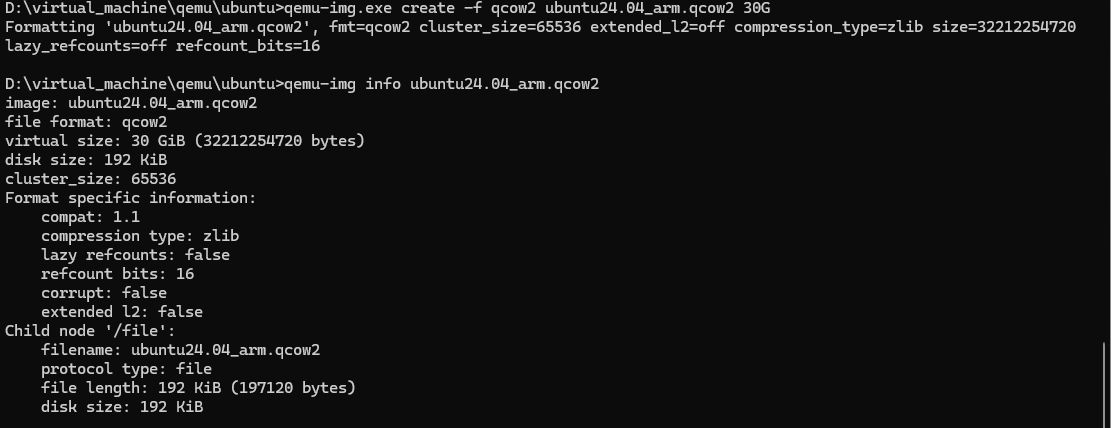 D:\virtual_machine\qemu\ubuntu>qemu-img.exe create -f qcow2 ubuntu24.04_arm.qcow2 30G
Formatting 'ubuntu24.04_arm.qcow2', fmt=qcow2 cluster_size=65536 extended_l2=off compression_type=zlib size=32212254720
lazy_refcounts=off refcount_bits=16
D:\virtual_machine\qemu\ubuntu>qemu-img info ubuntu24.04_arm.qcow2
image: ubuntu24.04_arm.qcow2
file format: qcow2
virtual size: 30 GiB (32212254720 bytes)
disk size: 192 KiB
cluster_size: 65536
Format specific information:
    compat: 1.1
    compression type: zlib
    lazy refcounts: false
    refcount bits: 16
    corrupt: false
    extended l2: false
Child node '/file':
    filename: ubuntu24.04_arm.qcow2
    protocol type: file
    file length: 192 KiB (197120 bytes)
    disk size: 192 KiB